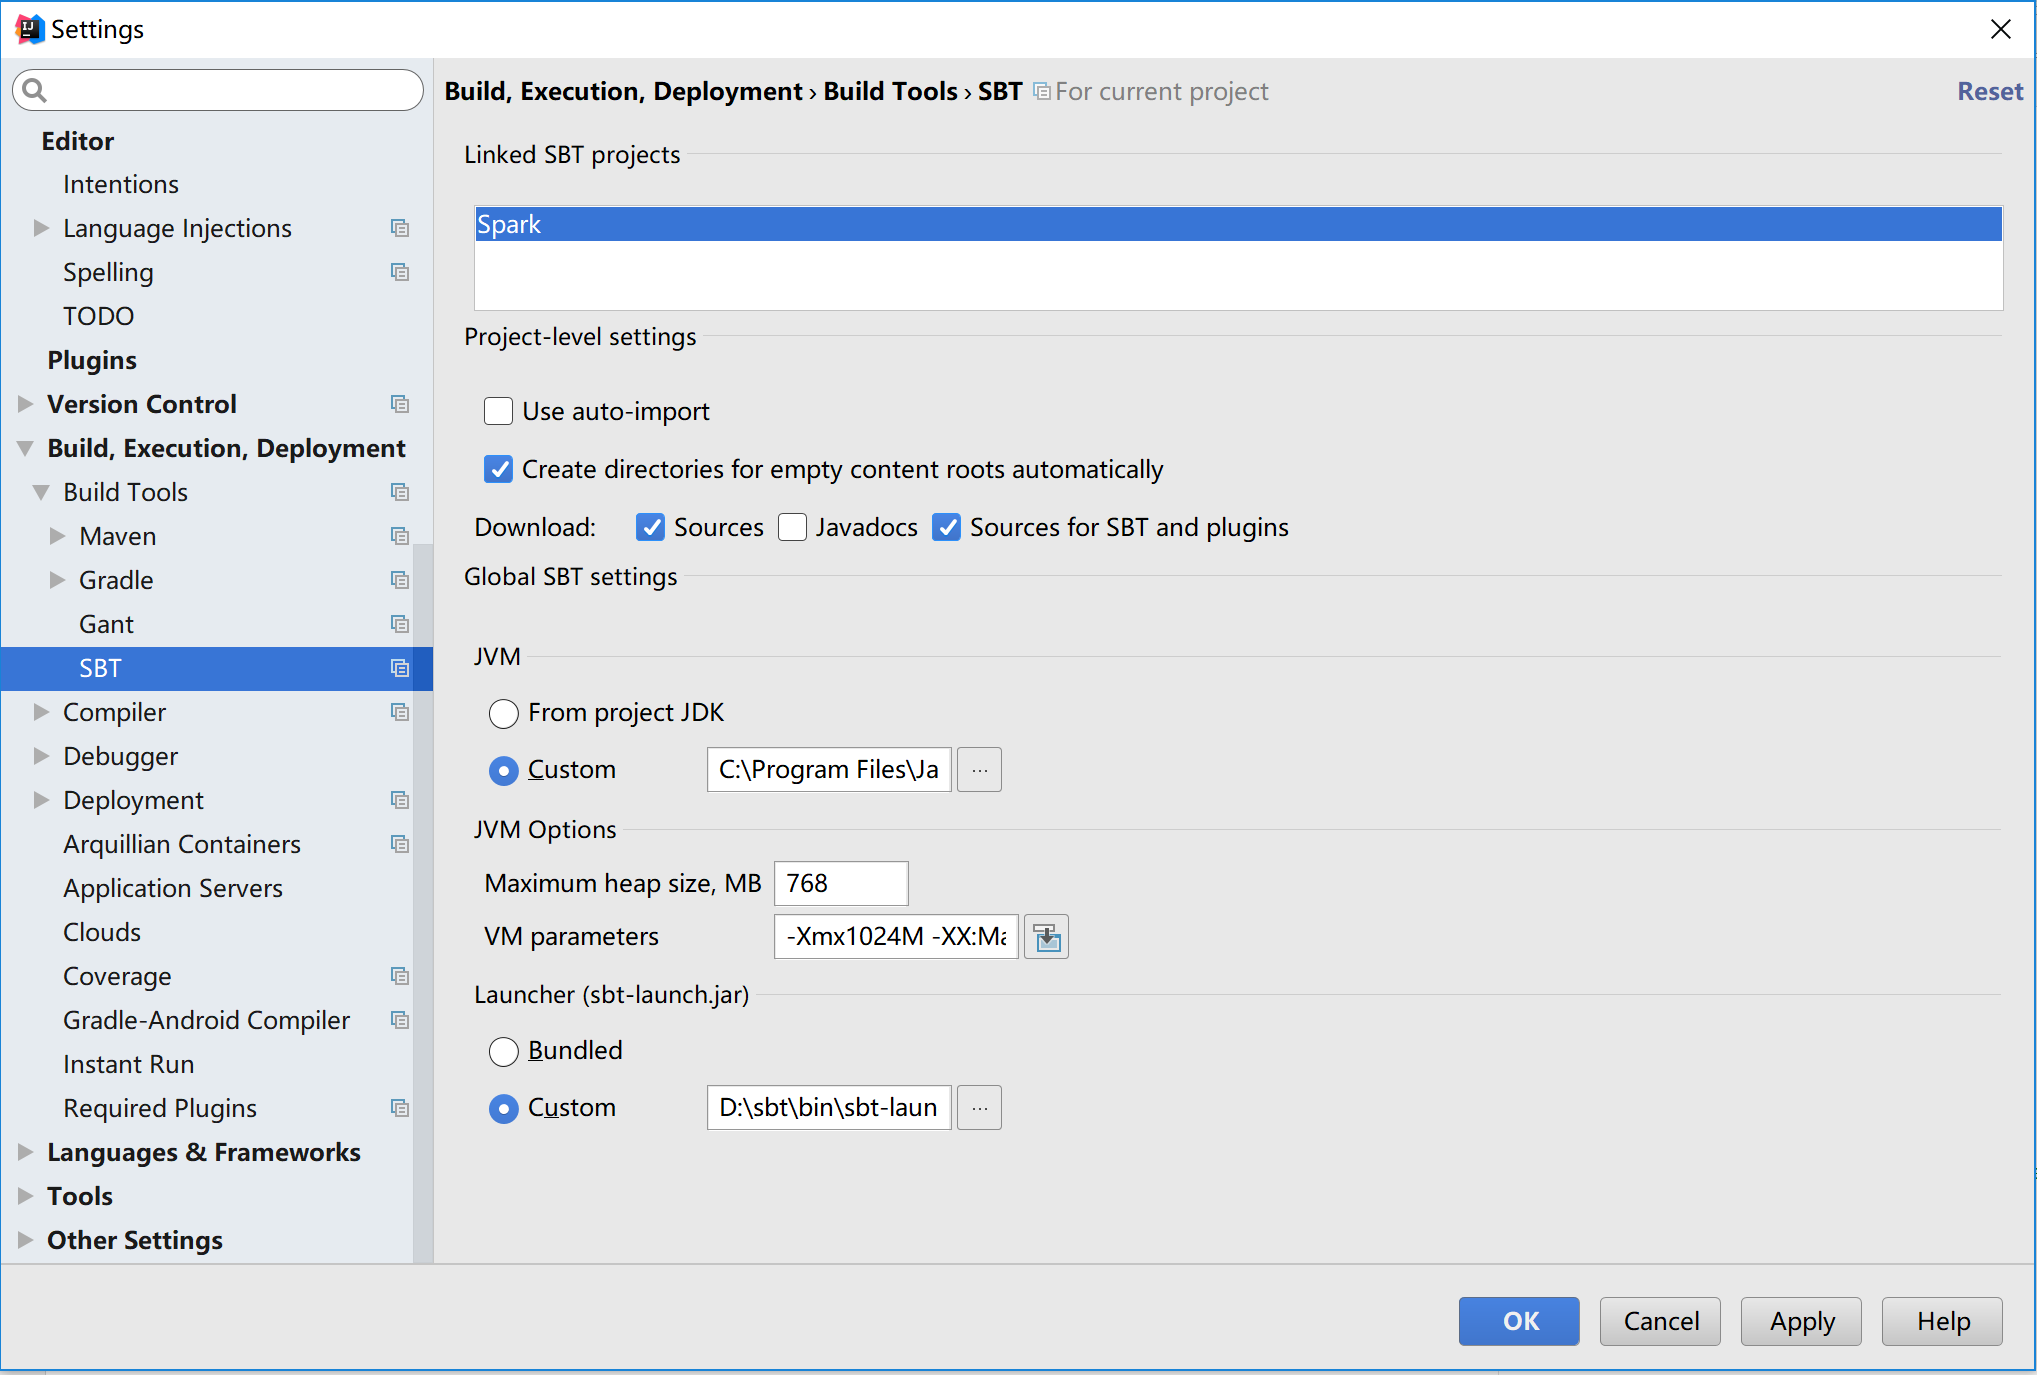 Settings
Editor
Intentions
Language Injections
Spelling
TODO
Plugins
Version Control
Build, Execution, Deployment
Build Tools
Maven
Gradle
Gant
SBT
Compiler
Debugger
Deployment
Arquillian Containers
Application Servers
Clouds
Coverage
Gradle-Android Compiler
Instant Run
Required Plugins
Languages & Frameworks
Tools
Other Settings
Build, Execution, Deployment › Build Tools › SBT For current project Reset
Linked SBT projects
Spark
Project-level settings
Use auto-import
Create directories for empty content roots automatically
Download: Sources Javadocs Sources for SBT and plugins
Global SBT settings
JVM
From project JDK
Custom C:\Program Files\Ja ...
JVM Options
Maximum heap size, MB 768
VM parameters -Xmx1024M -XX:Ma
Launcher (sbt-launch.jar)
Bundled
Custom D:\sbt\bin\sbt-laun ...
OK Cancel Apply Help